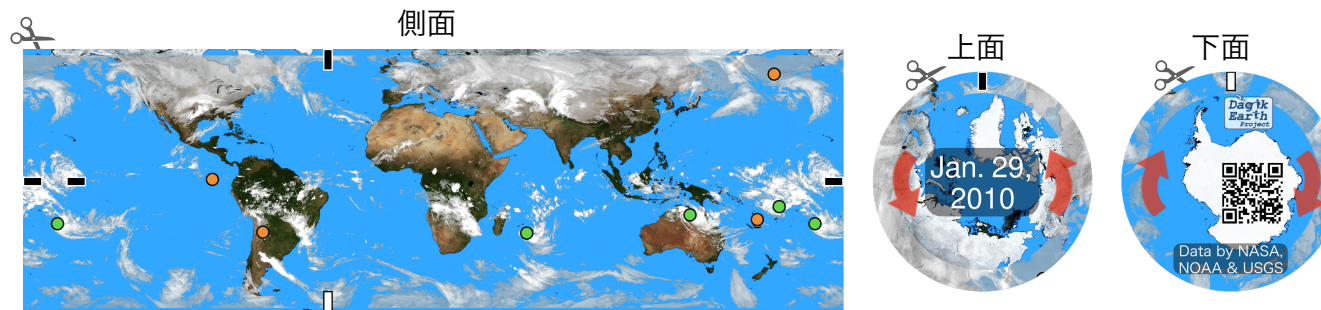 側面
上面
下面
Dagik
Earth
Project
Jan. 29,
2010
Data by NASA,
NOAA & USGS